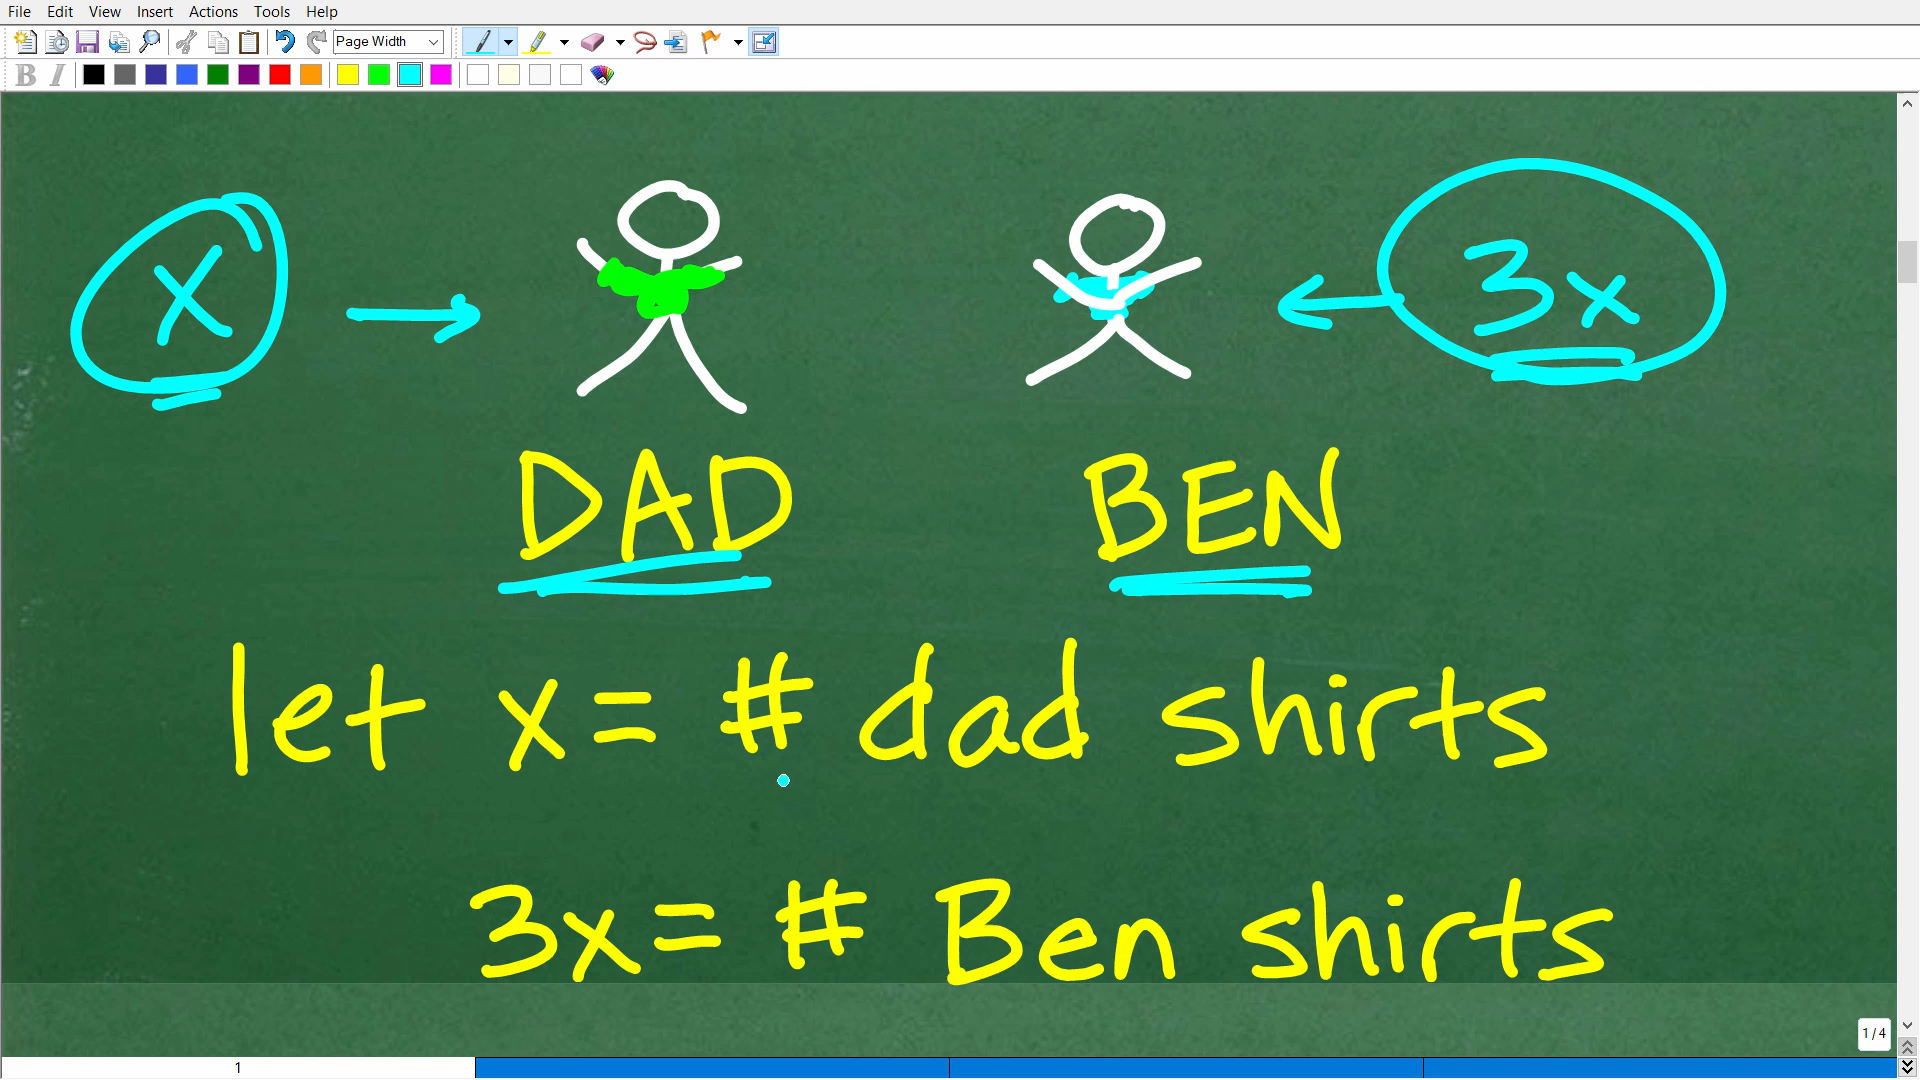 File Edit View Insert Actions Tools Help
Page Width
B I
x 3x
DAD BEN
let x = # dad shirts
3x = # Ben shirts
1 / 4
1